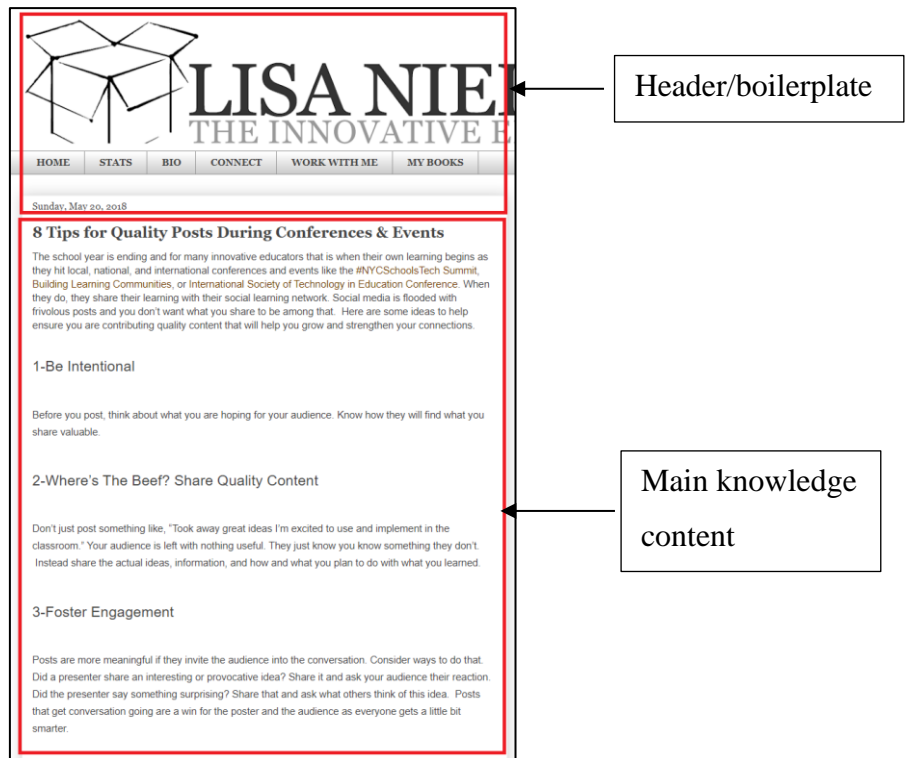 LISA NIE
THE INNOVATIVE E
HOME STATS BIO CONNECT WORK WITH ME MY BOOKS
Sunday, May 20, 2018
8 Tips for Quality Posts During Conferences & Events
The school year is ending and for many innovative educators that is when their own learning begins as
they hit local, national, and international conferences and events like the #NYCSchoolsTech Summit,
Building Learning Communities, or International Society of Technology in Education Conference. When
they do, they share their learning with their social learning network. Social media is flooded with
frivolous posts and you don't want what you share to be among that. Here are some ideas to help
ensure you are contributing quality content that will help you grow and strengthen your connections.
1-Be Intentional
Before you post, think about what you are hoping for your audience. Know how they will find what you
share valuable.
2-Where's The Beef? Share Quality Content
Don't just post something like, "Took away great ideas I'm excited to use and implement in the
classroom." Your audience is left with nothing useful. They just know you know something they don't.
Instead share the actual ideas, information, and how and what you plan to do with what you learned.
3-Foster Engagement
Posts are more meaningful if they invite the audience into the conversation. Consider ways to do that.
Did a presenter share an interesting or provocative idea? Share it and ask your audience their reaction.
Did the presenter say something surprising? Share that and ask what others think of this idea. Posts
that get conversation going are a win for the poster and the audience as everyone gets a little bit
smarter.
Header/boilerplate
Main knowledge
content